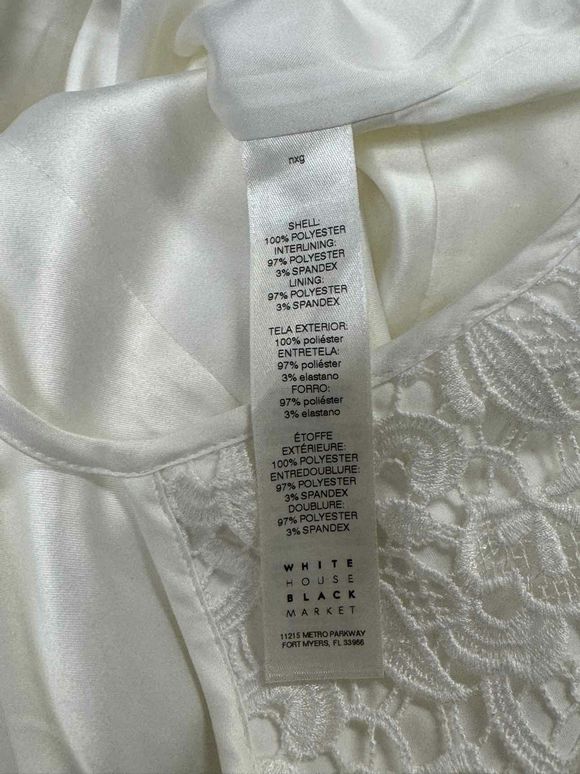 nxg
SHELL:
100% POLYESTER
INTERLINING:
97% POLYESTER
3% SPANDEX
LINING:
97% POLYESTER
3% SPANDEX
TELA EXTERIOR:
100% poliéster
ENTRETELA:
97% poliéster
3% elastano
FORRO:
97% poliéster
3% elastano
ÉTOFFE
EXTÉRIEURE:
100% POLYESTER
ENTREDOUBLURE:
97% POLYESTER
3% SPANDEX
DOUBLURE:
97% POLYESTER
3% SPANDEX
WHITE
HOUSE
BLACK
MARKET
11215 METRO PARKWAY
FORT MYERS, FL 33966